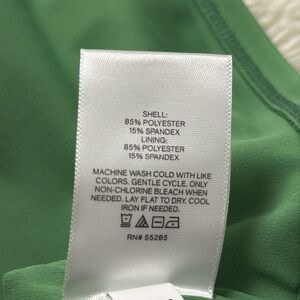 SHELL:
85% POLYESTER
15% SPANDEX
LINING:
85% POLYESTER
15% SPANDEX
MACHINE WASH COLD WITH LIKE
COLORS. GENTLE CYCLE. ONLY
NON-CHLORINE BLEACH WHEN
NEEDED. LAY FLAT TO DRY. COOL
IRON IF NEEDED.
RN# 55285